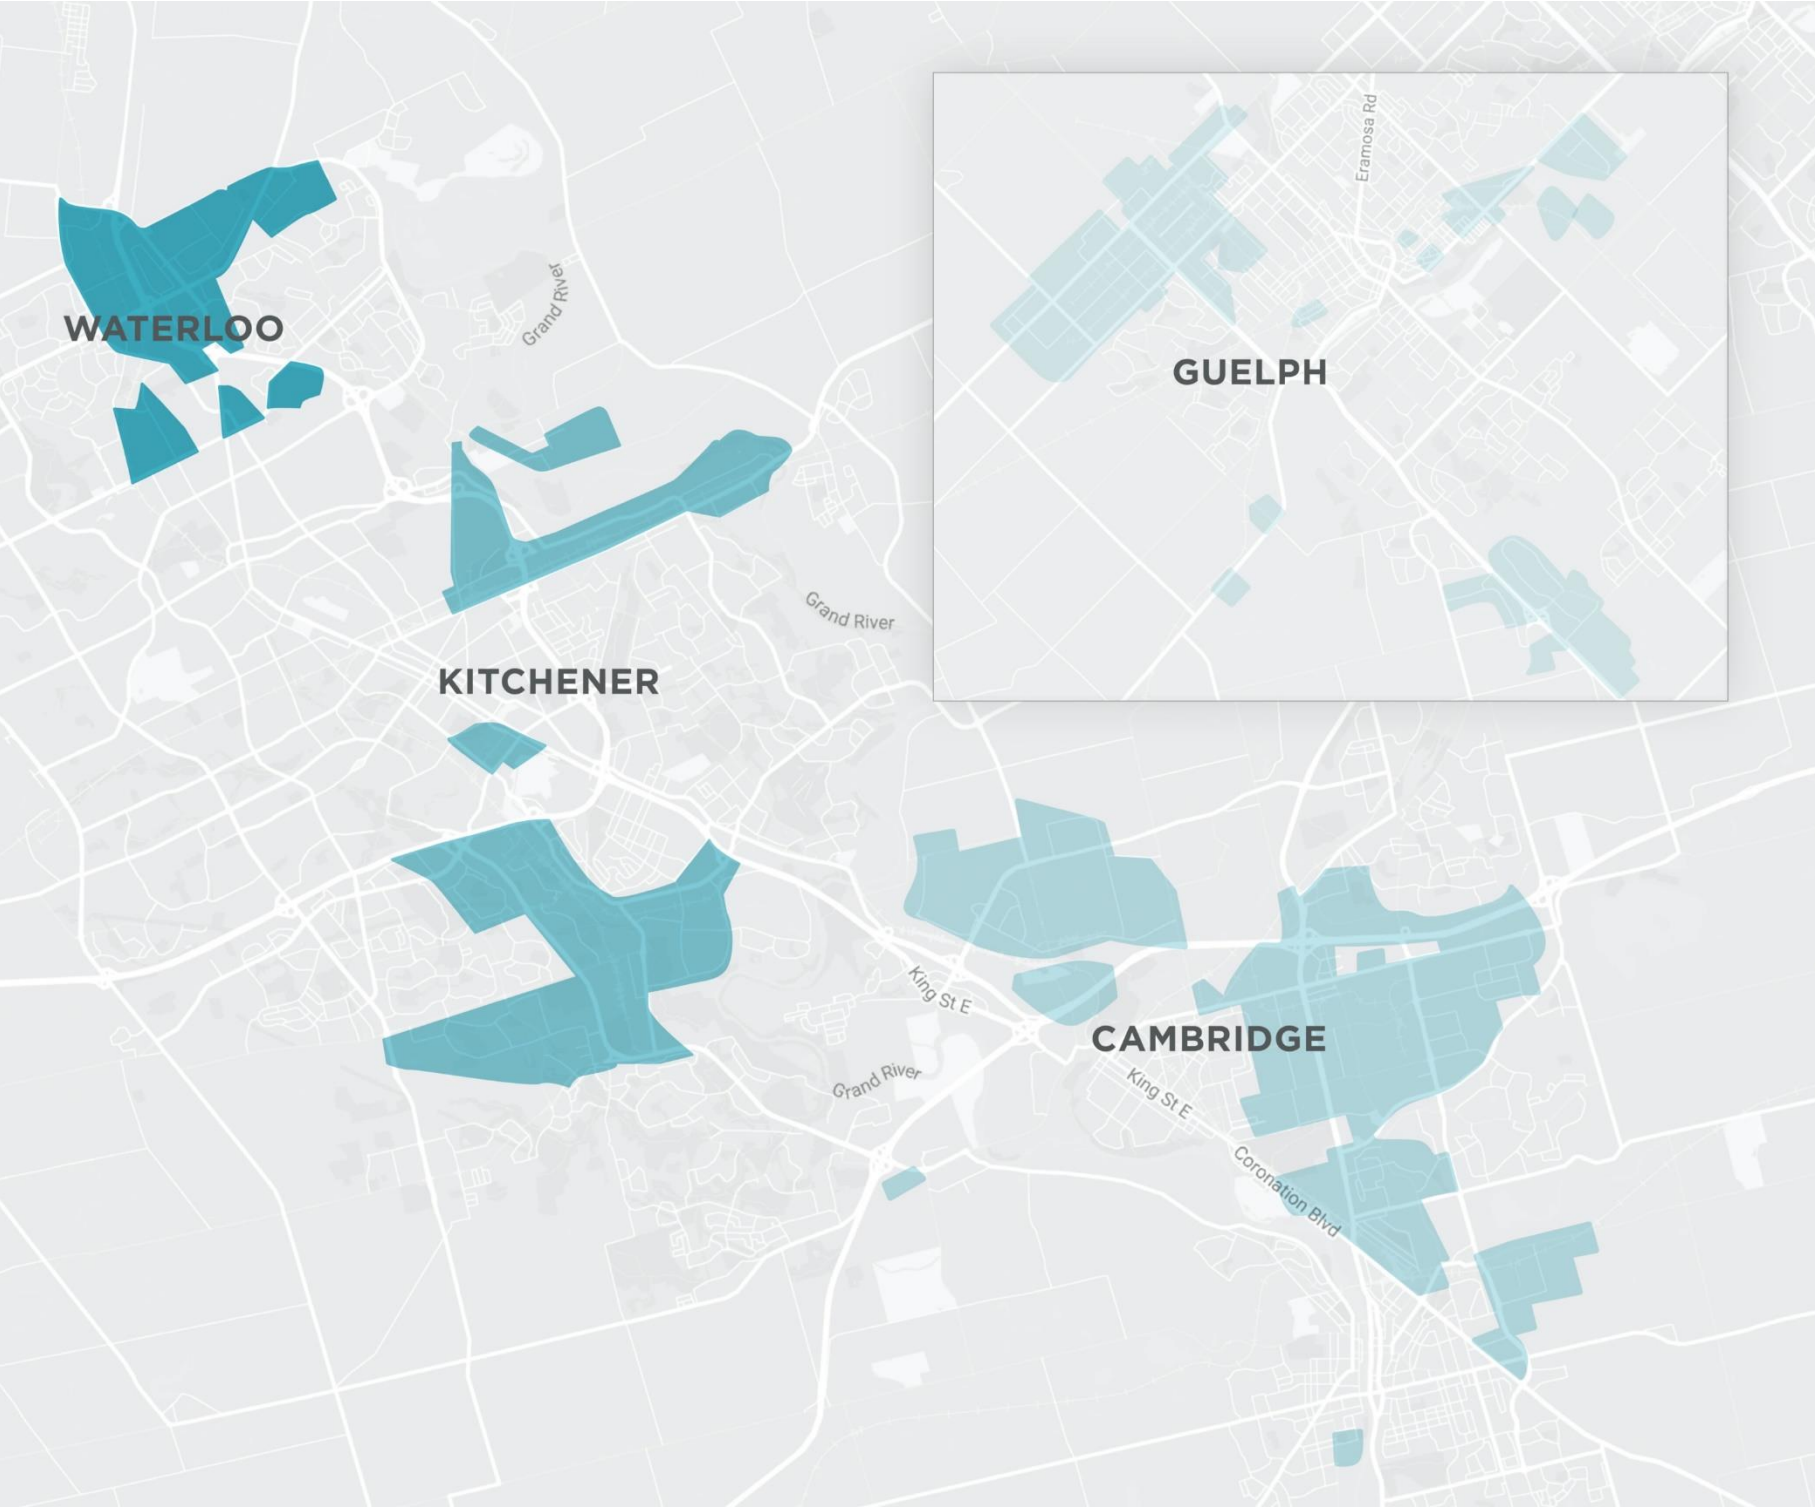 Eramosa Rd
Grand River
WATERLOO
GUELPH
Grand River
KITCHENER
King St E
CAMBRIDGE
Grand River
King St E
Coronation Blvd